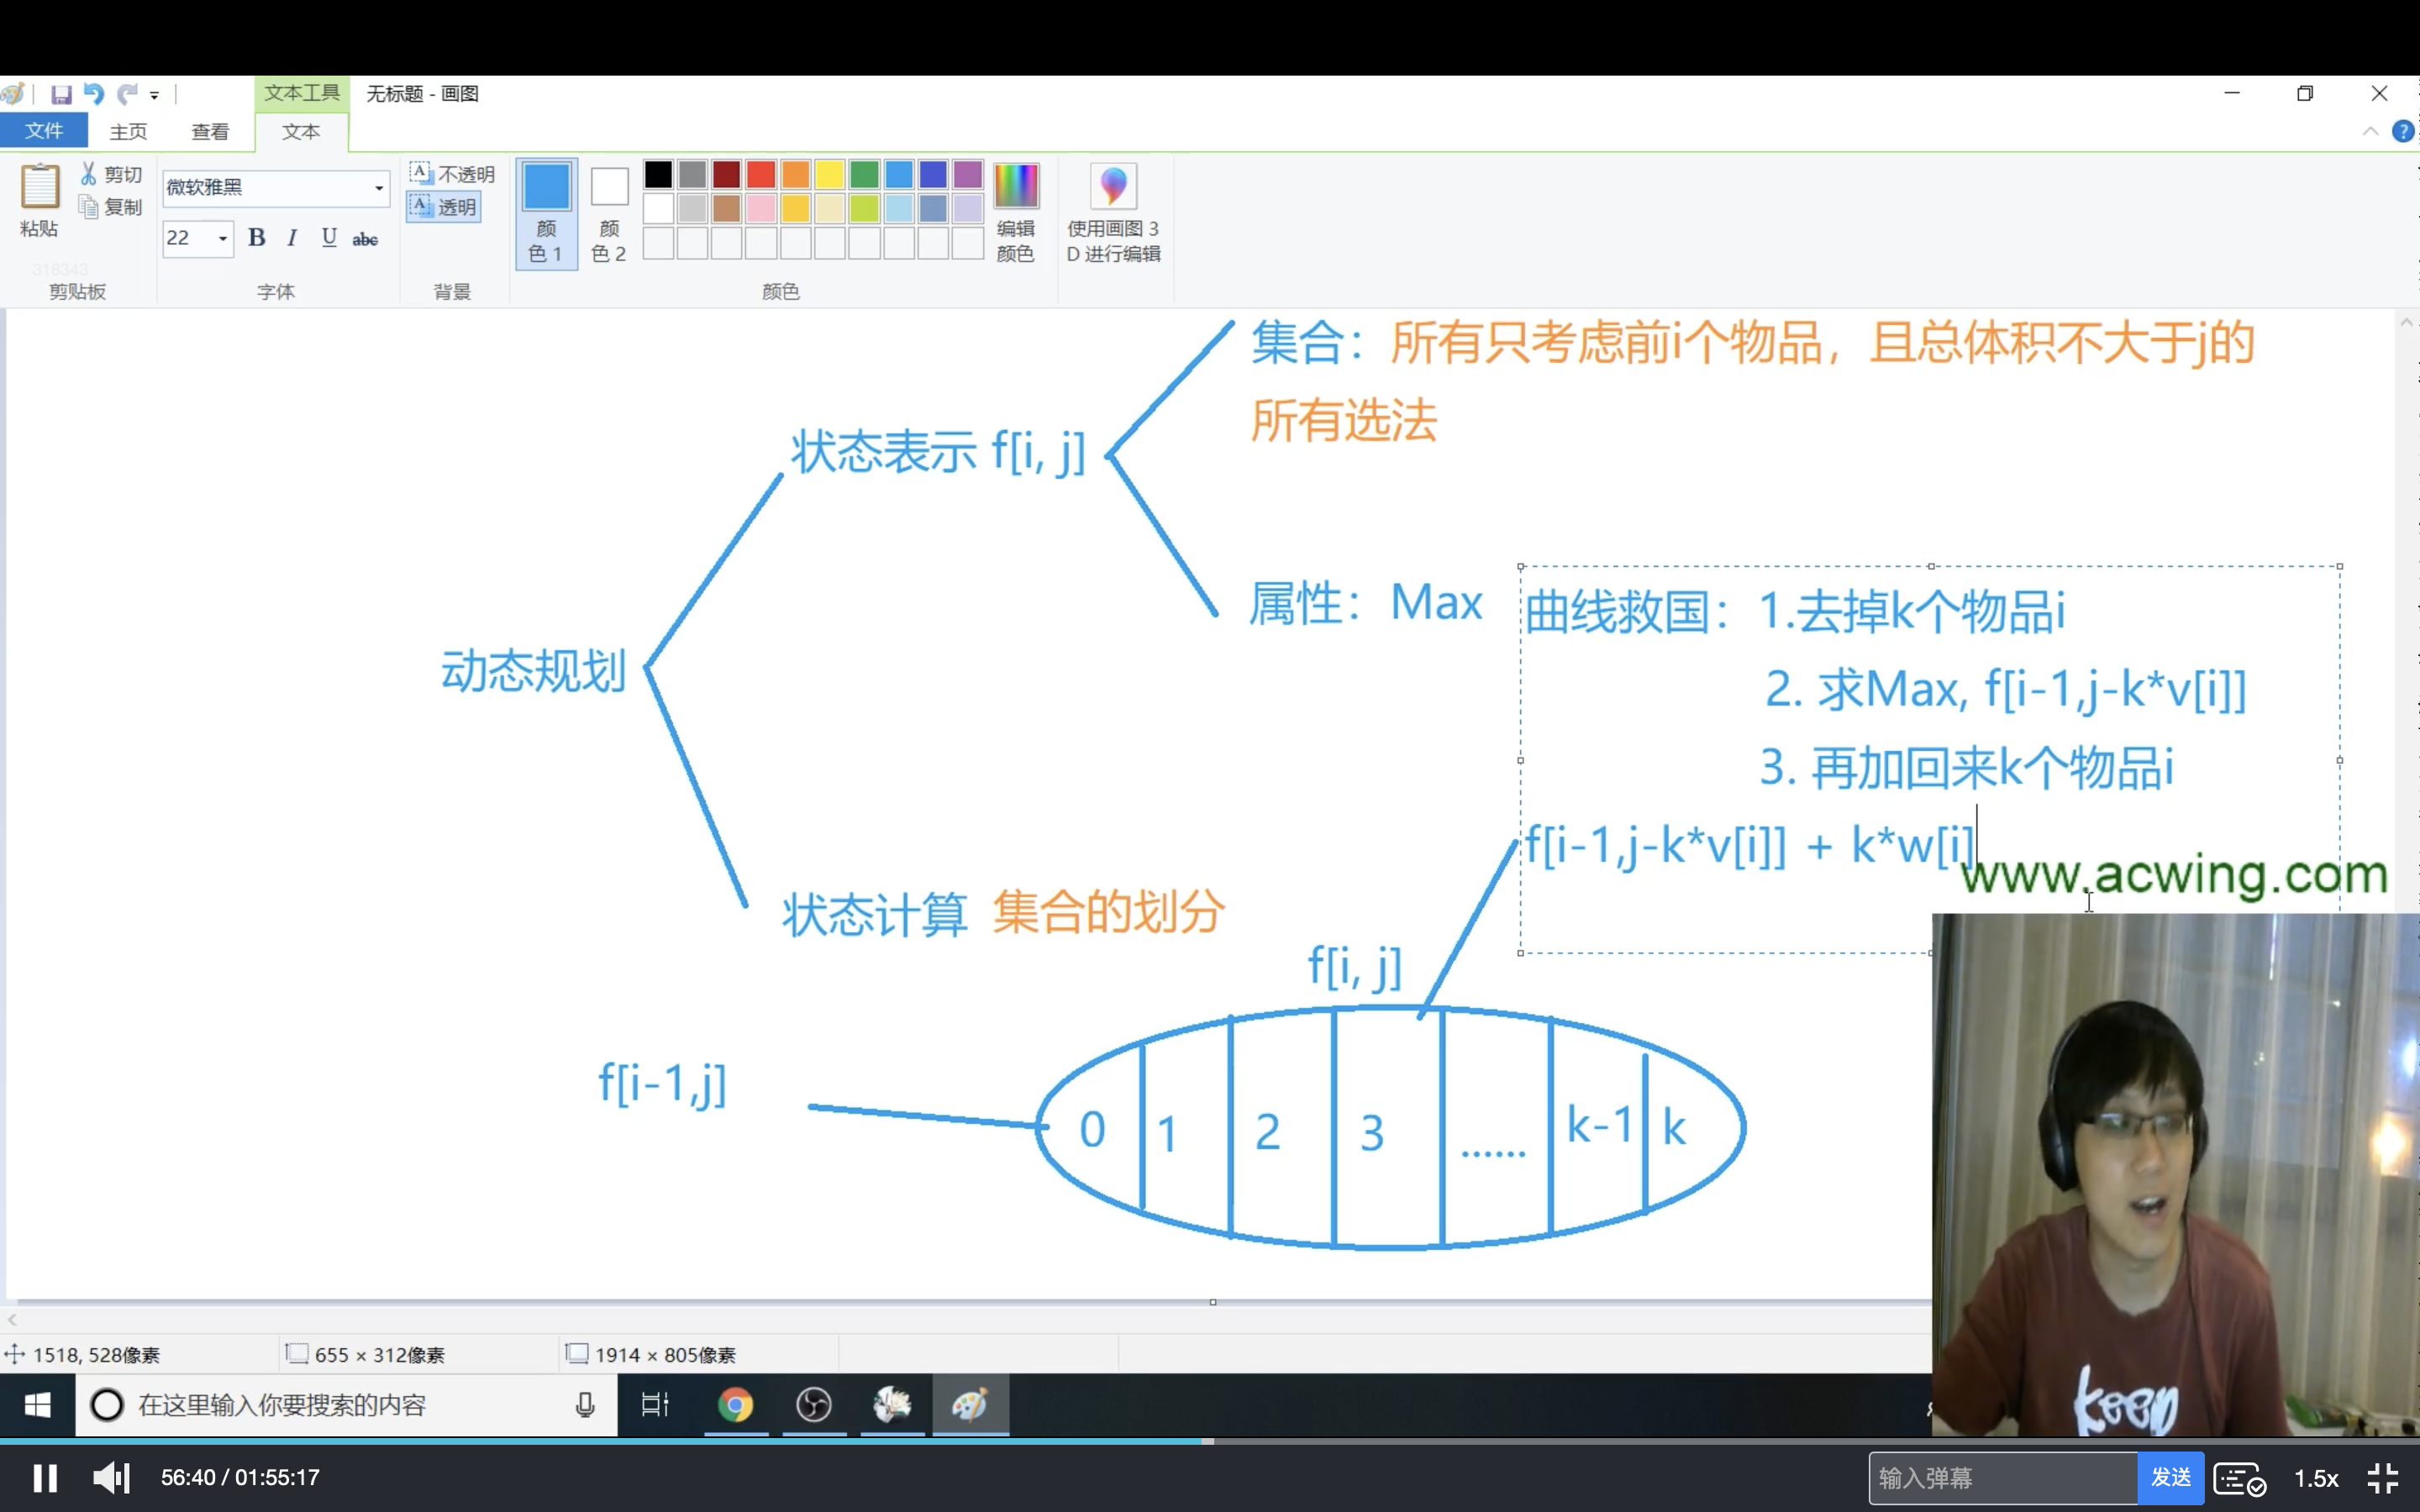 文本工具 无标题 - 画图
文件 主页 查看 文本
粘贴 剪切 复制
316343
剪贴板
微软雅黑
22 B I U abc
字体
不透明
透明
背景
颜色 1
颜色 2
颜色
编辑颜色
使用画图 3D 进行编辑
集合：所有只考虑前i个物品，且总体积不大于j的
所有选法
状态表示 f[i, j]
属性：Max
曲线救国：1.去掉k个物品i
2. 求Max, f[i-1,j-k*v[i]]
3. 再加回来k个物品i
f[i-1,j-k*v[i]] + k*w[i]
动态规划
www.acwing.com
状态计算 集合的划分
f[i, j]
f[i-1,j]
0 1 2 3 ...... k-1 k
keep
1518, 528像素 655 × 312像素 1914 × 805像素
在这里输入你要搜索的内容
56:40 / 01:55:17 输入弹幕 发送 1.5x